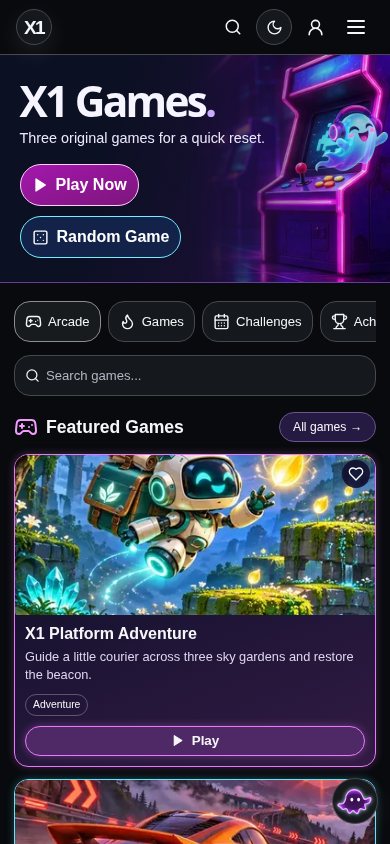 X1
X1 Games.
Three original games for a quick reset.
Play Now
Random Game
Arcade
Games
Challenges
Ach
Search games...
Featured Games
All games →
X1 Platform Adventure
Guide a little courier across three sky gardens and restore
the beacon.
Adventure
Play